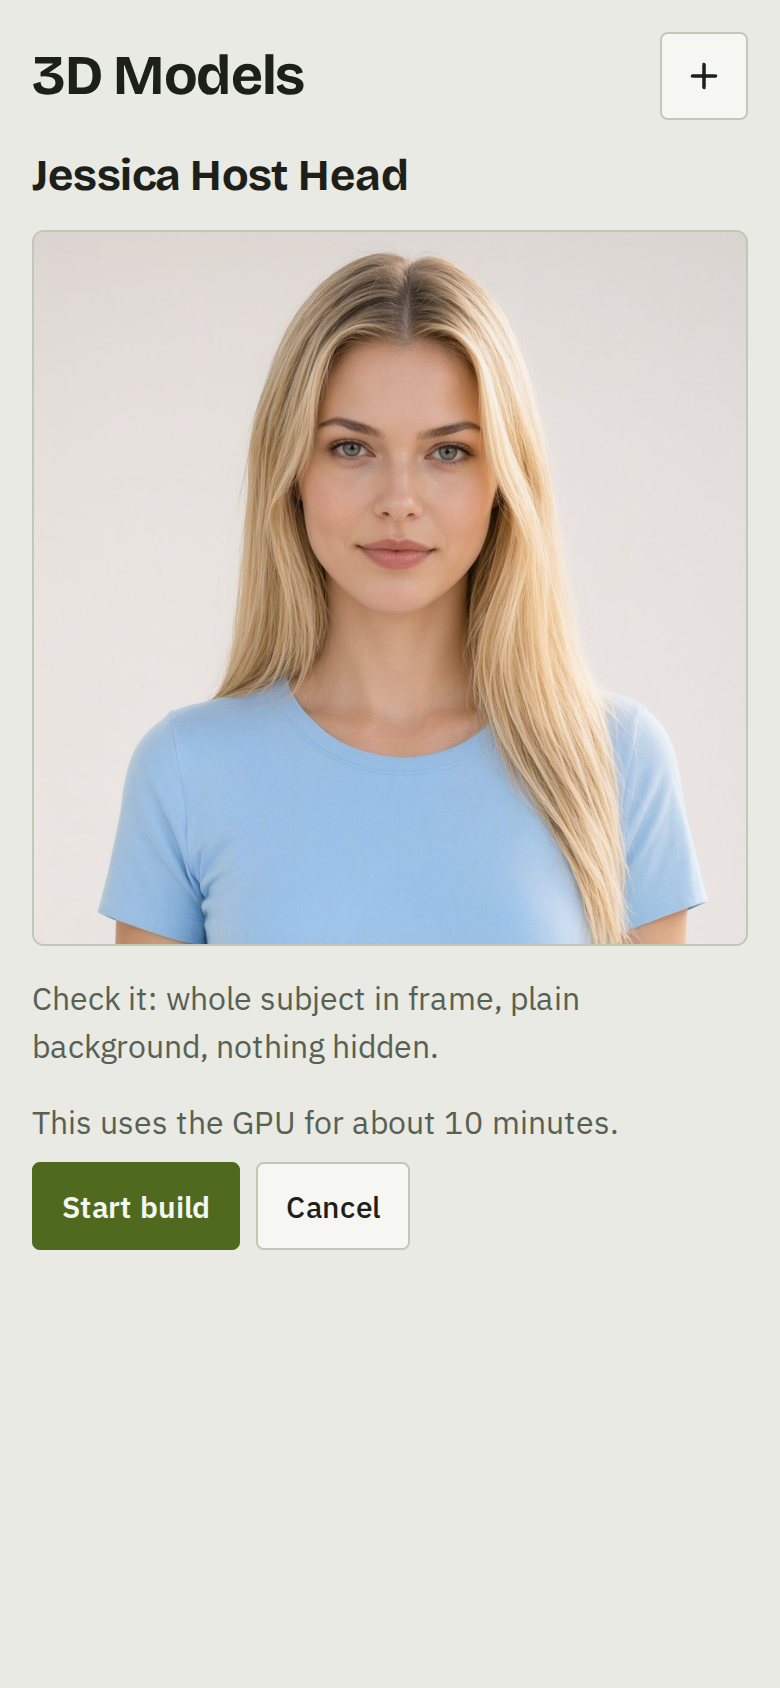 3D Models
+
Jessica Host Head
Check it: whole subject in frame, plain
background, nothing hidden.
This uses the GPU for about 10 minutes.
Start build
Cancel